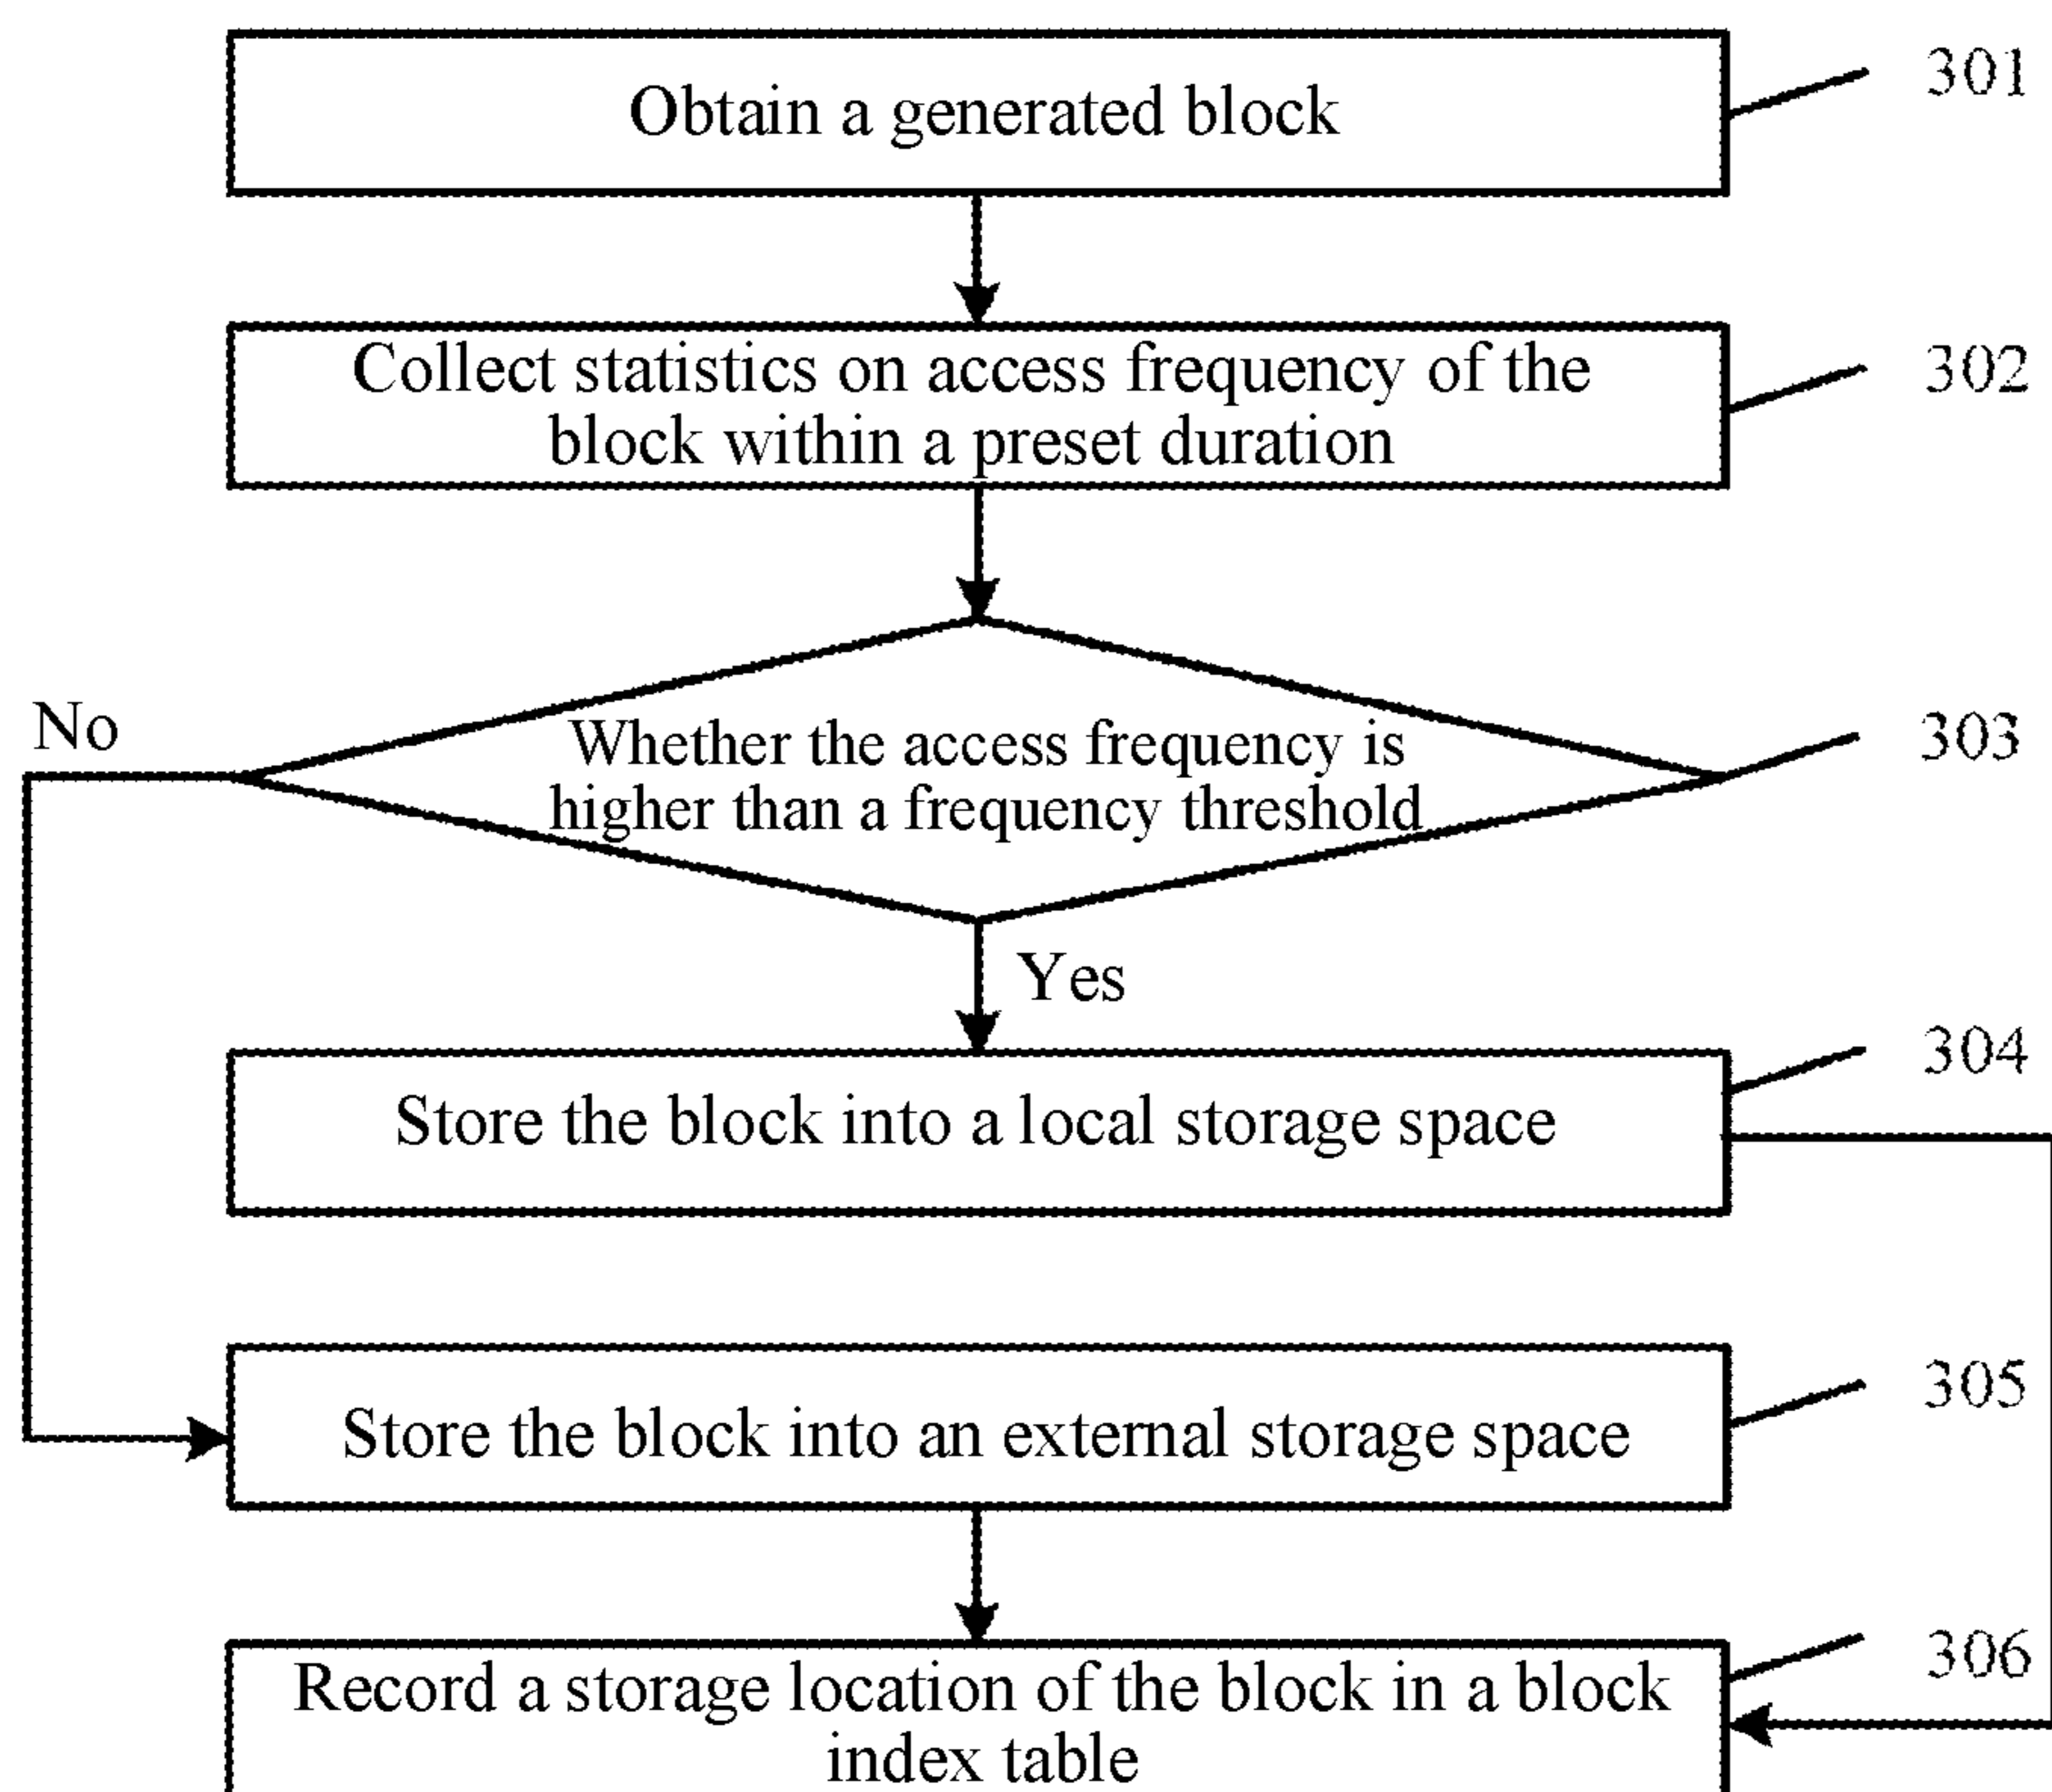 Obtain a generated block
301
Collect statistics on access frequency of the
block within a preset duration
302
No
Whether the access frequency is
higher than a frequency threshold
303
Yes
Store the block into a local storage space
304
Store the block into an external storage space
305
Record a storage location of the block in a block
index table
306